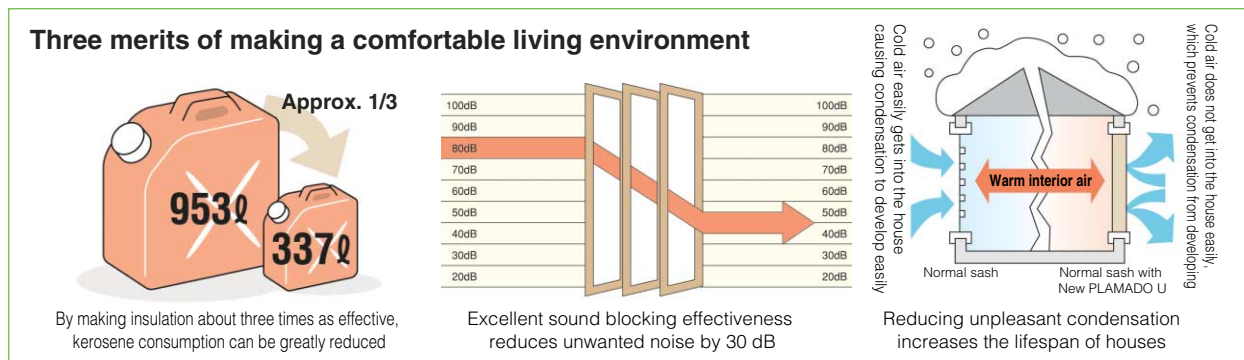 Three merits of making a comfortable living environment
Approx. 1/3
953ℓ
337ℓ
By making insulation about three times as effective,
kerosene consumption can be greatly reduced
100dB
90dB
80dB
70dB
60dB
50dB
40dB
30dB
20dB
100dB
90dB
80dB
70dB
60dB
50dB
40dB
30dB
20dB
Excellent sound blocking effectiveness
reduces unwanted noise by 30 dB
Cold air easily gets into the house
causing condensation to develop easily
Warm interior air
Cold air does not get into the house easily,
which prevents condensation from developing
Normal sash
Normal sash with
New PLAMADO U
Reducing unpleasant condensation
increases the lifespan of houses